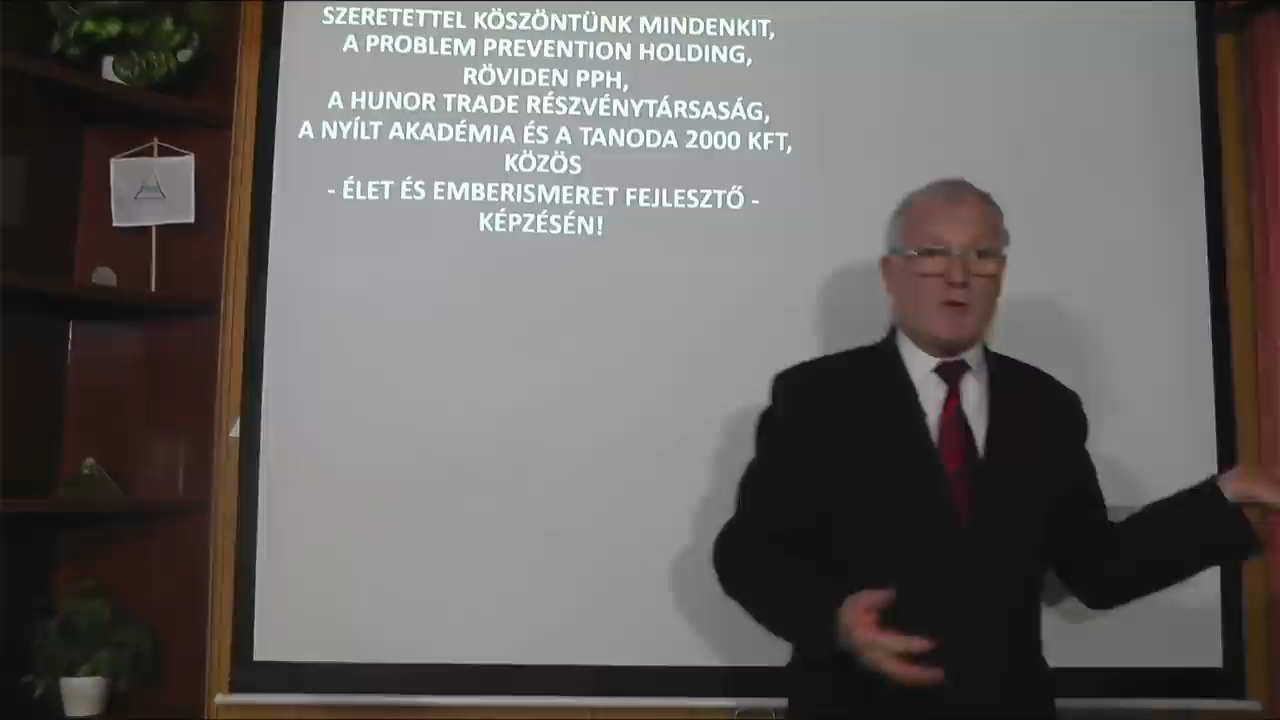 SZERETETTEL KÖSZÖNTÜNK MINDENKIT,
A PROBLEM PREVENTION HOLDING,
RÖVIDEN PPH,
A HUNOR TRADE RÉSZVÉNYTÁRSASÁG,
A NYÍLT AKADÉMIA ÉS A TANODA 2000 KFT,
KÖZÖS
- ÉLET ÉS EMBERISMERET FEJLESZTŐ -
KÉPZÉSÉN!